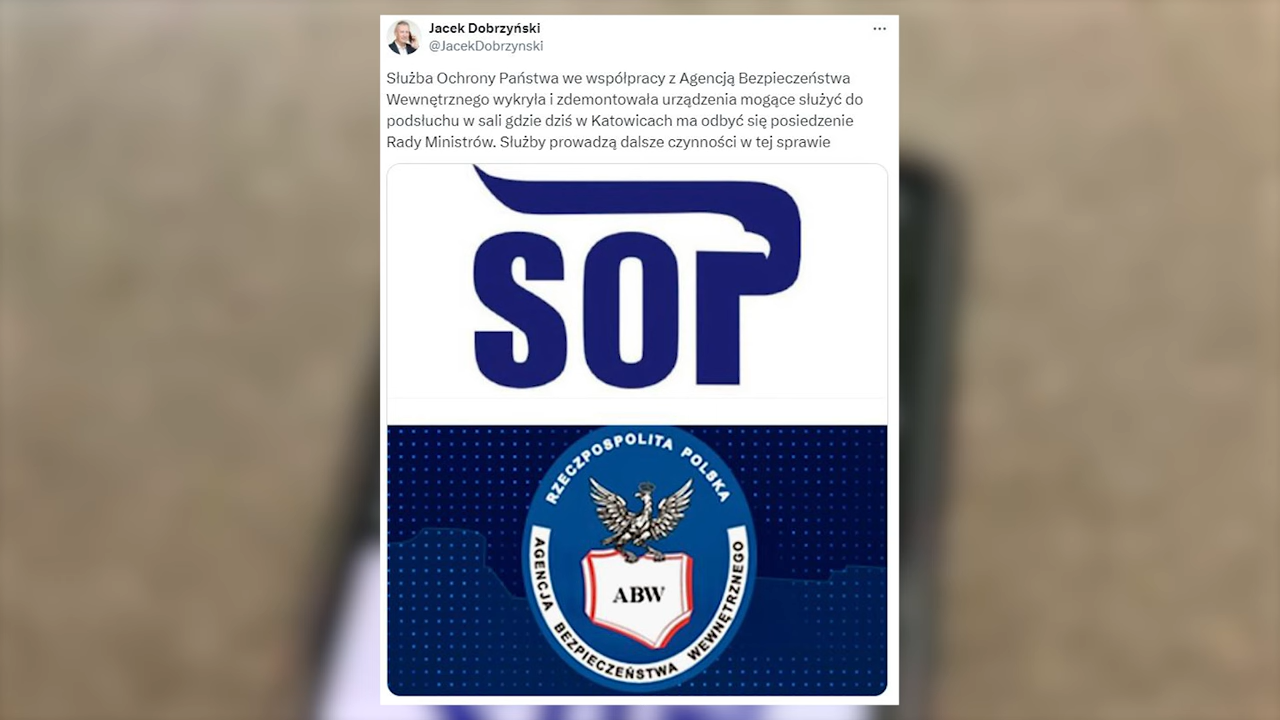 Jacek Dobrzyński
@JacekDobrzynski
Służba Ochrony Państwa we współpracy z Agencją Bezpieczeństwa
Wewnętrznego wykryła i zdemontowała urządzenia mogące służyć do
podsłuchu w sali gdzie dziś w Katowicach ma odbyć się posiedzenie
Rady Ministrów. Służby prowadzą dalsze czynności w tej sprawie
SOP
RZECZPOSPOLITA POLSKA
ABW
AGENCJA BEZPIECZEŃSTWA WEWNĘTRZNEGO